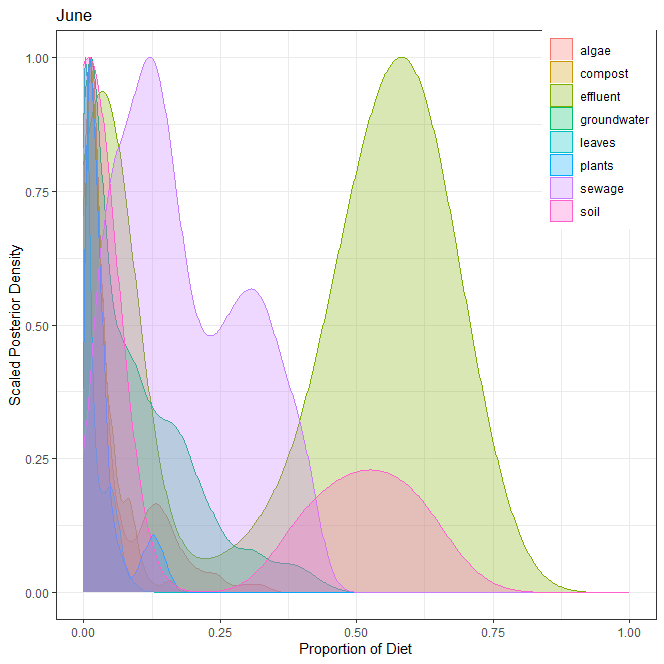 June
1.00
0.75
0.50
0.25
0.00
Scaled Posterior Density
0.00 0.25 0.50 0.75 1.00
Proportion of Diet
algae
compost
effluent
groundwater
leaves
plants
sewage
soil